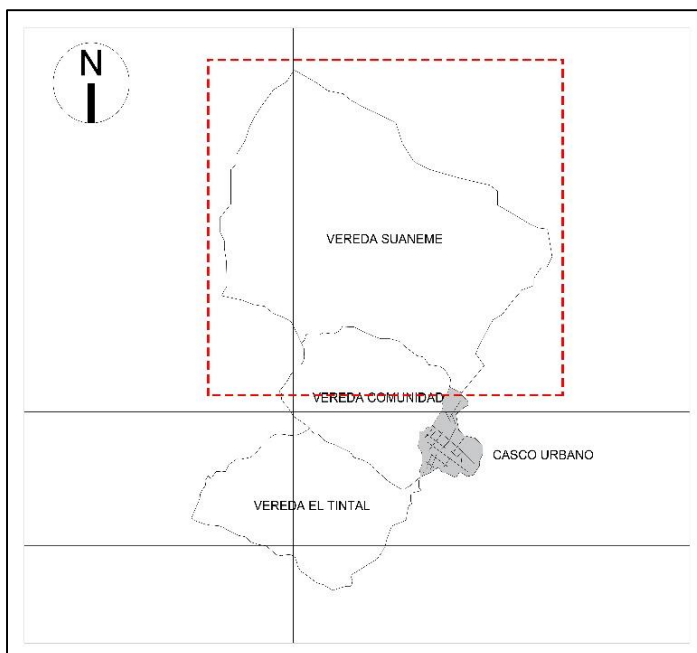 N
VEREDA SUANEME
VEREDA COMUNIDAD
CASCO URBANO
VEREDA EL TINTAL